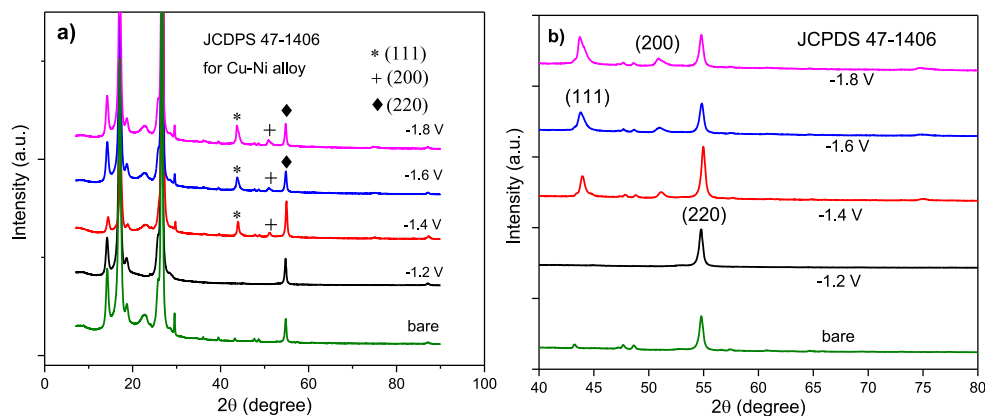 a)
JCDPS 47-1406
for Cu-Ni alloy
* (111)
+ (200)
♦ (220)
*
+
♦
-1.8 V
*
+
♦
-1.6 V
*
+
-1.4 V
-1.2 V
bare
Intensity (a.u.)
0 20 40 60 80 100
2θ (degree)
b)
JCPDS 47-1406
(200)
-1.8 V
(111)
-1.6 V
-1.4 V
(220)
-1.2 V
bare
Intensity (a.u.)
40 45 50 55 60 65 70 75 80
2θ (degree)